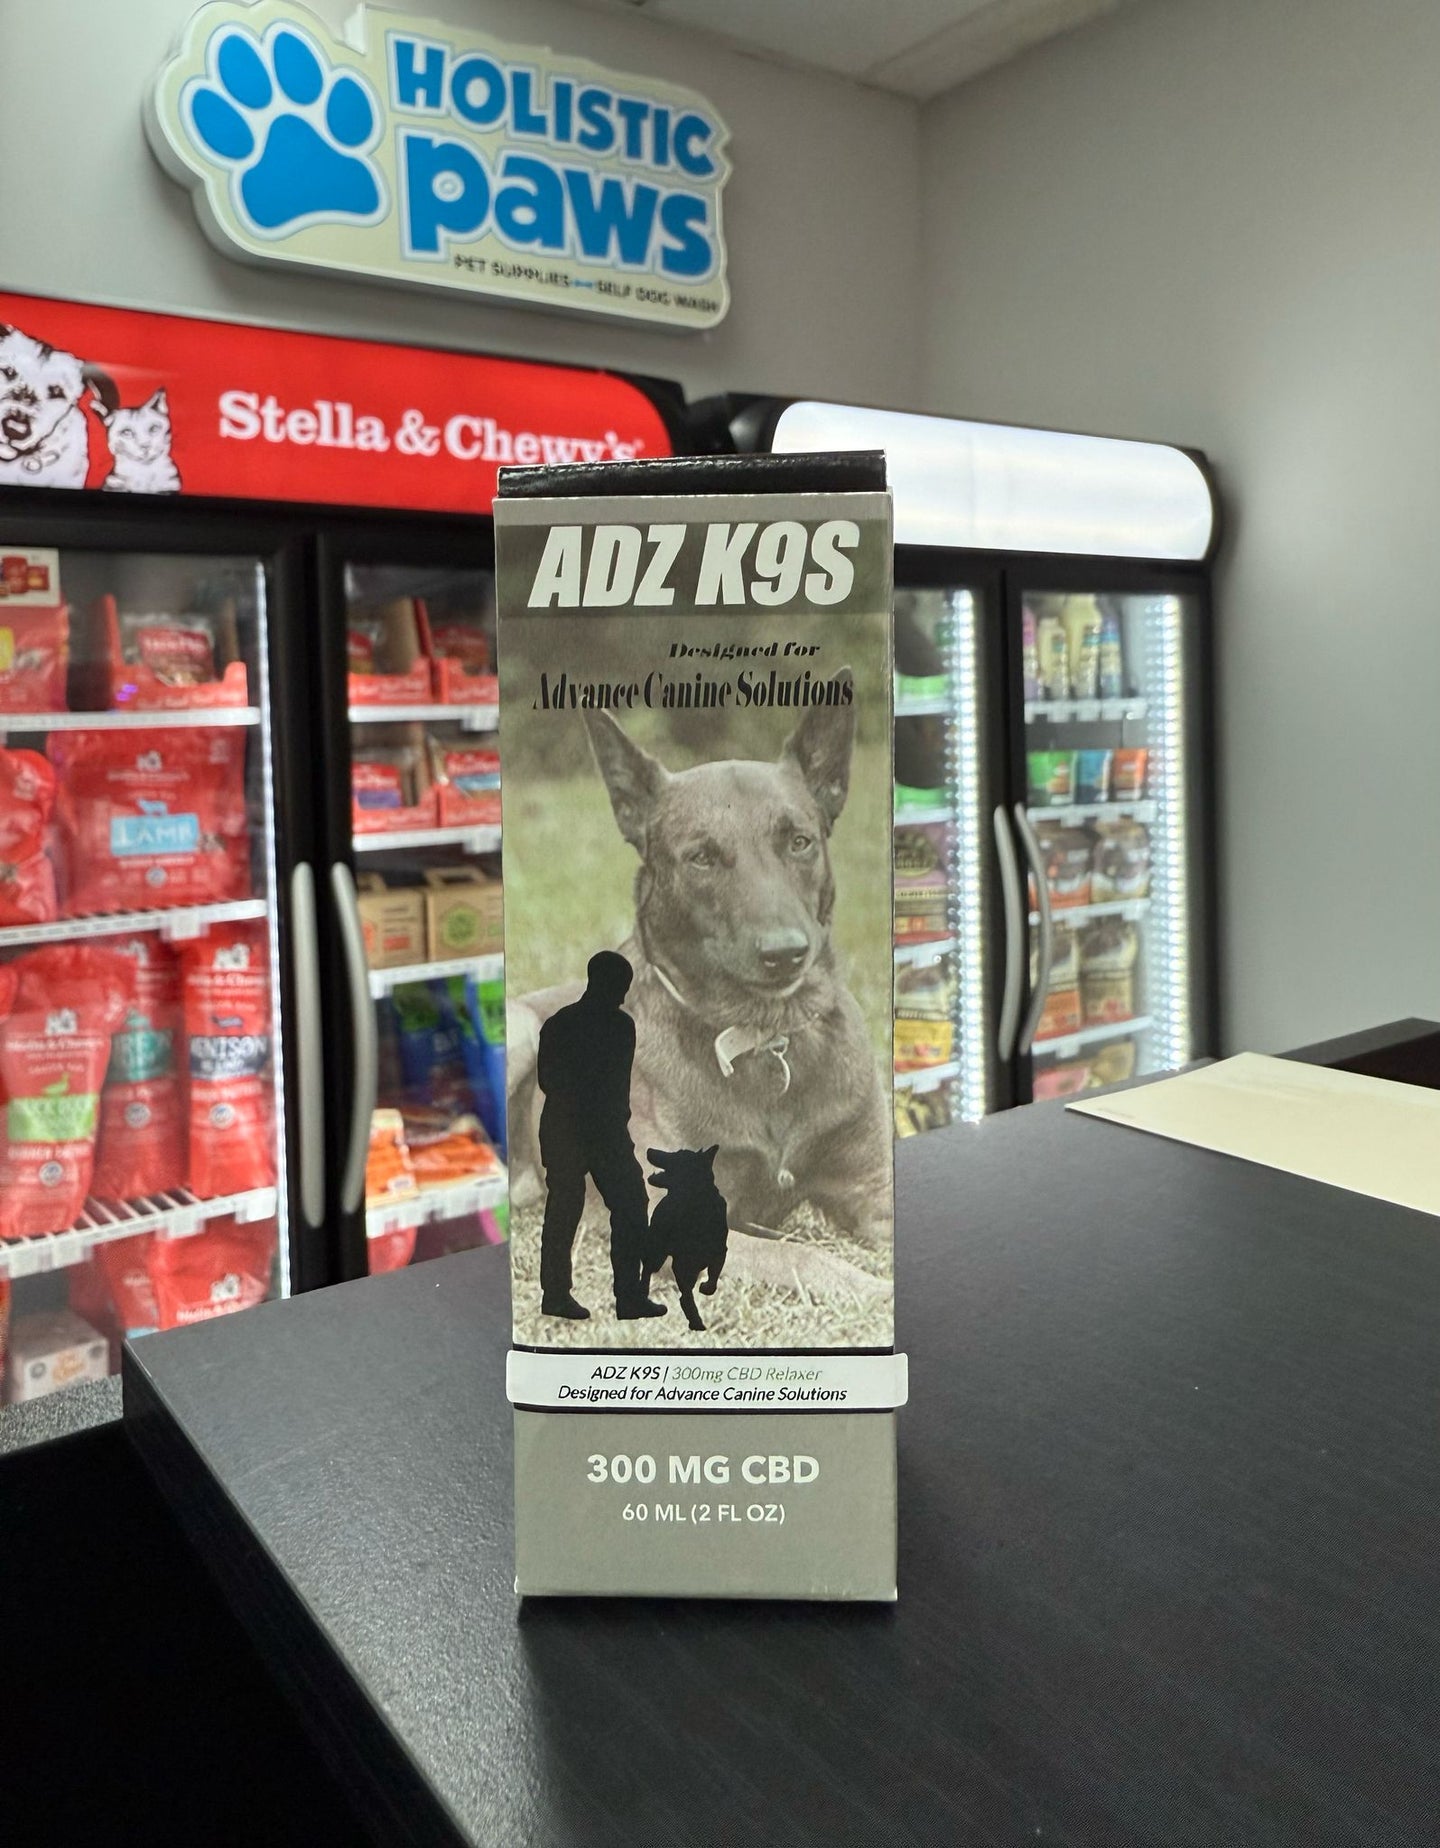 HOLISTIC
paws
PET SUPPLIES SELF DOG WASH
Stella & Chewy's
ADZ K9S
Designed for
Advance Canine Solutions
LAMB
VENISON
ADZ K9S | 300mg CBD Relaxer
Designed for Advance Canine Solutions
300 MG CBD
60 ML (2 FL OZ)